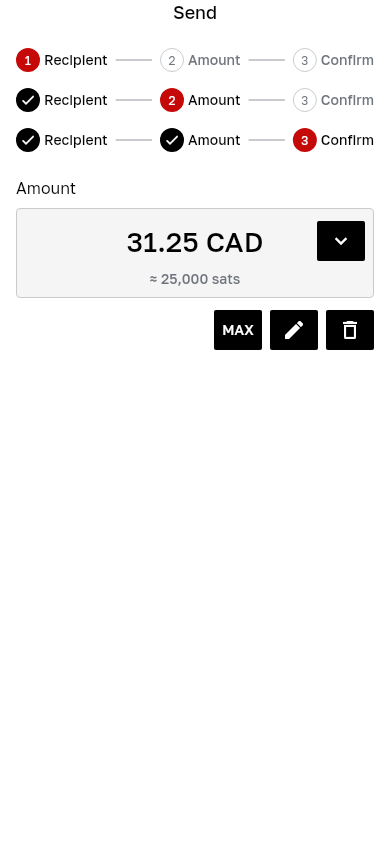 Send
1 Recipient 2 Amount 3 Confirm
Recipient 2 Amount 3 Confirm
Recipient Amount 3 Confirm
Amount
31.25 CAD
≈ 25,000 sats
MAX